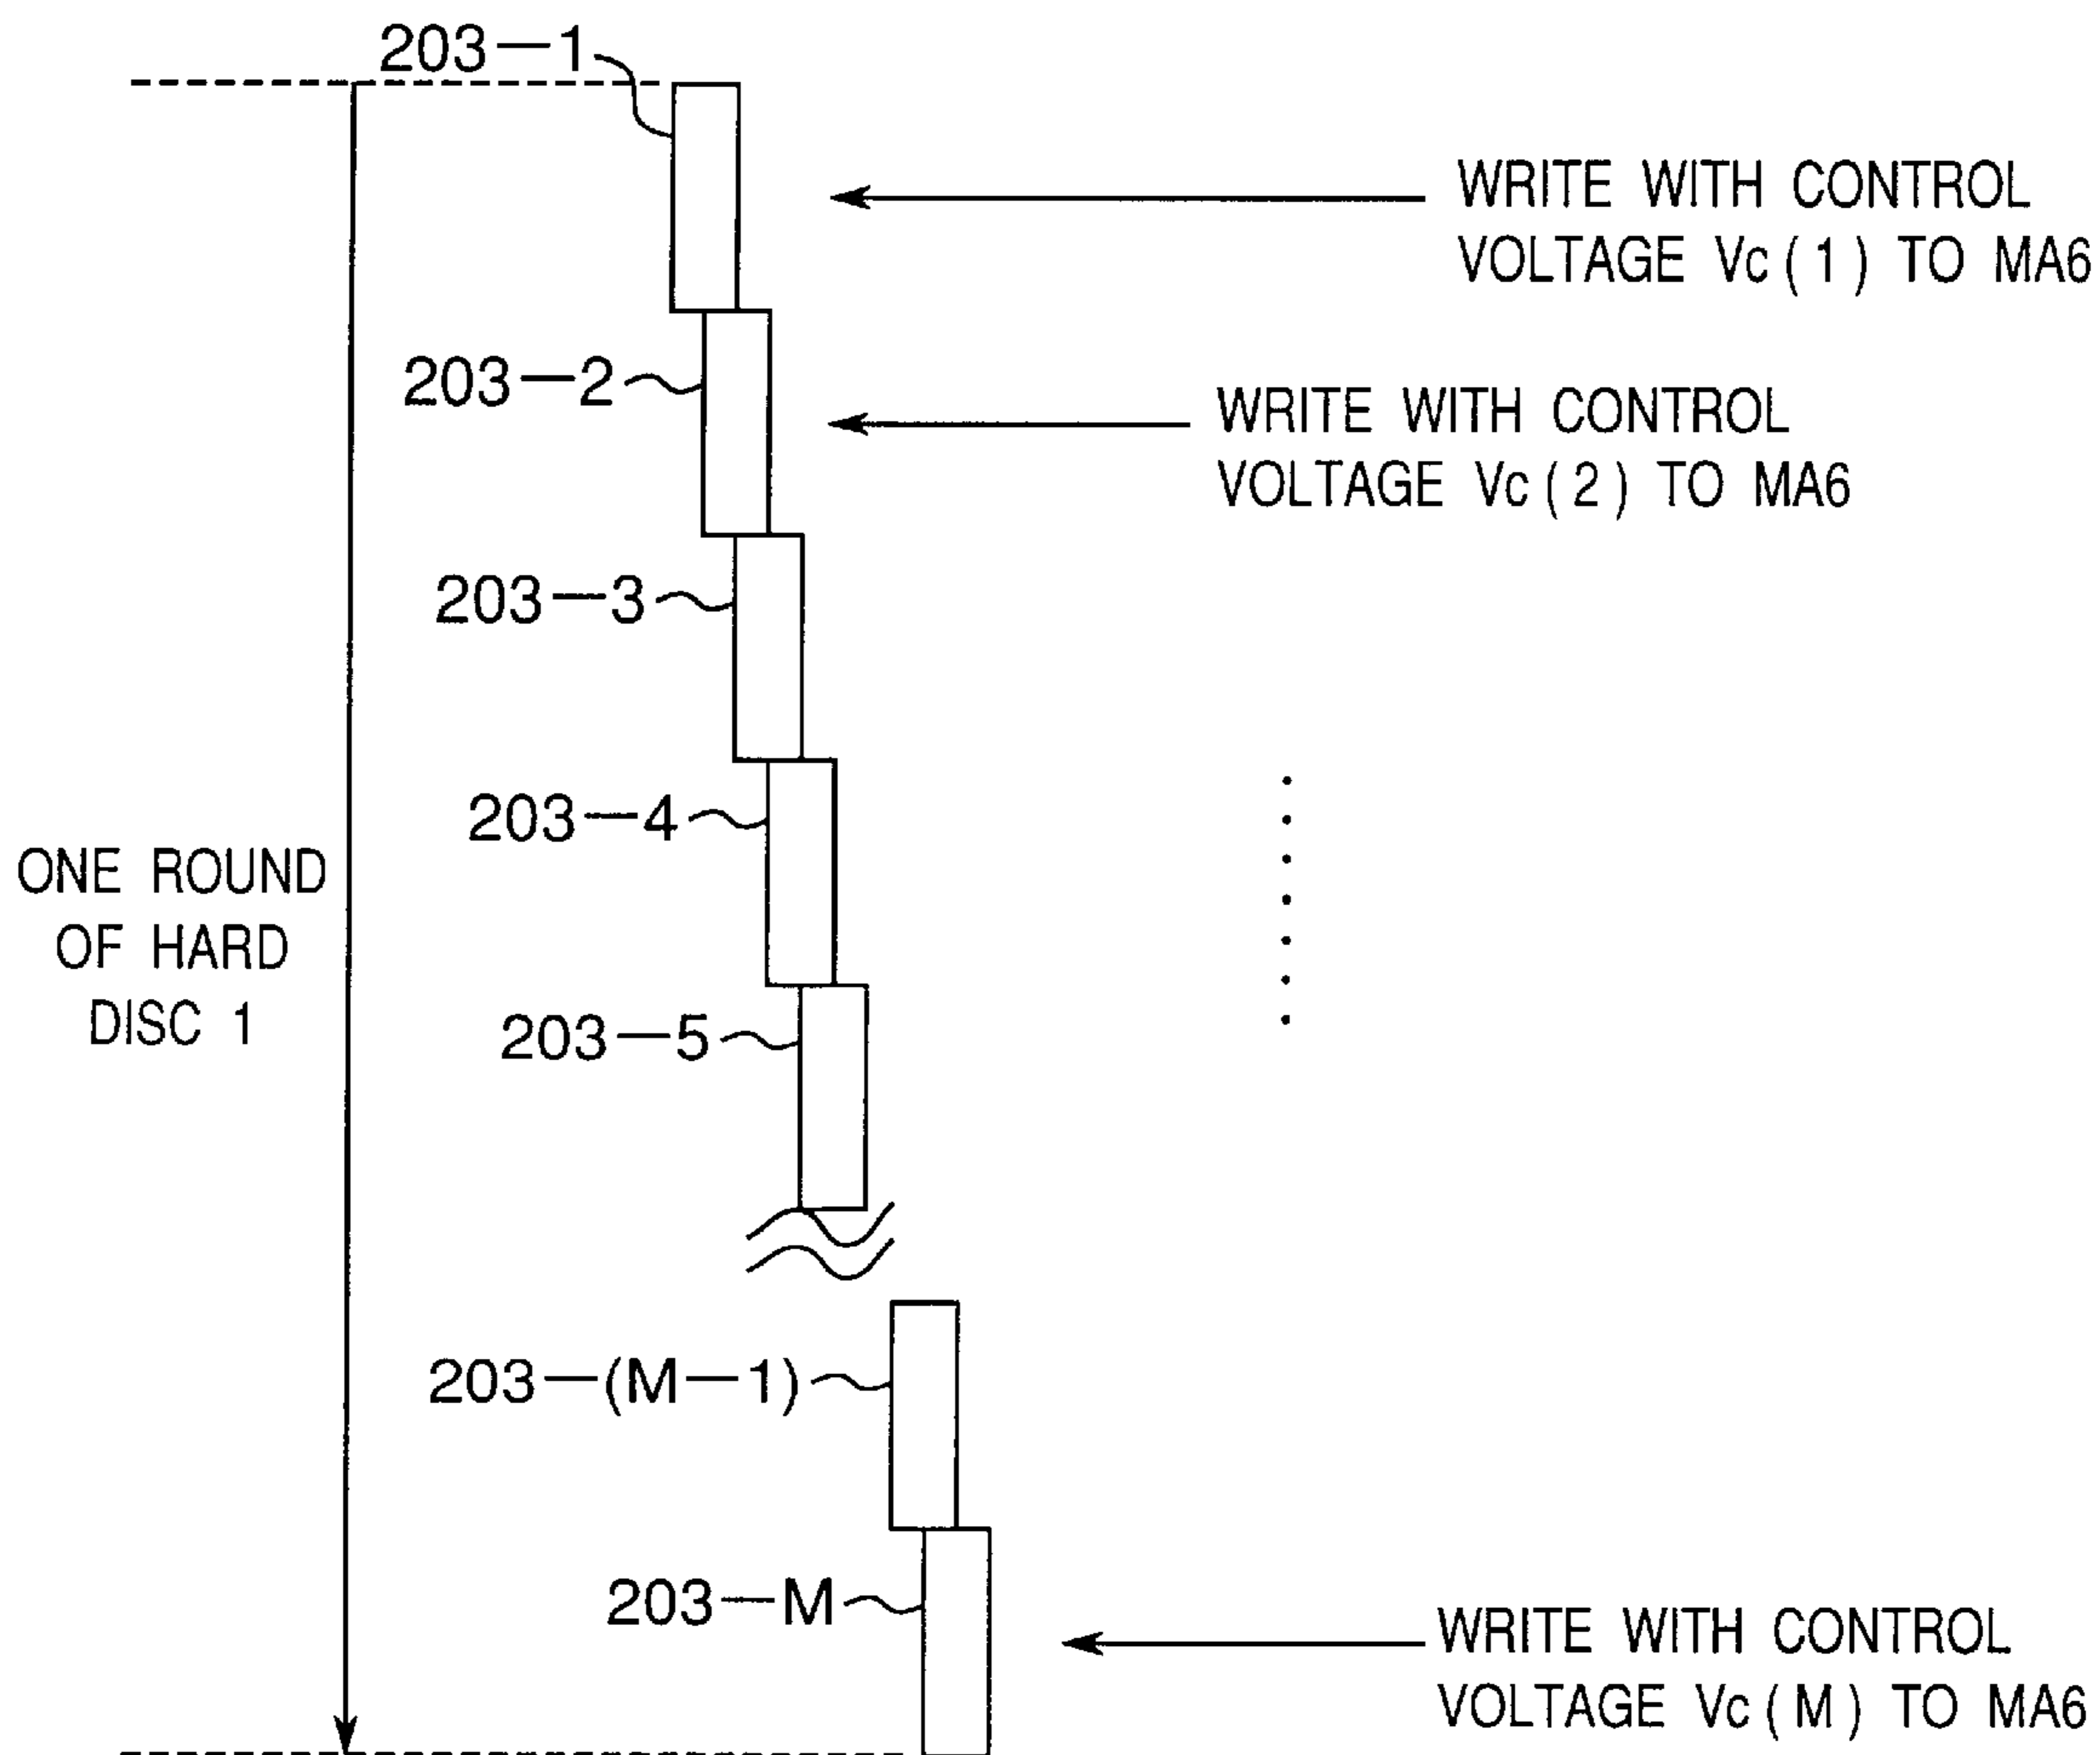 203—1
WRITE WITH CONTROL
VOLTAGE Vc(1) TO MA6
203—2
WRITE WITH CONTROL
VOLTAGE Vc(2) TO MA6
203—3
203—4
ONE ROUND
OF HARD
DISC 1
203—5
203—(M—1)
203—M
WRITE WITH CONTROL
VOLTAGE Vc(M) TO MA6